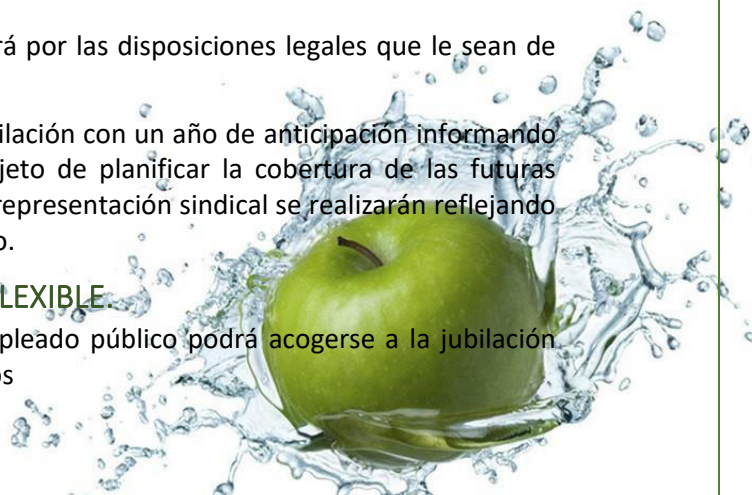 rá por las disposiciones legales que le sean de
ilación con un año de anticipación informando
jeto de planificar la cobertura de las futuras
representación sindical se realizarán reflejando
o.
LEXIBLE.
pleado público podrá acogerse a la jubilación
os